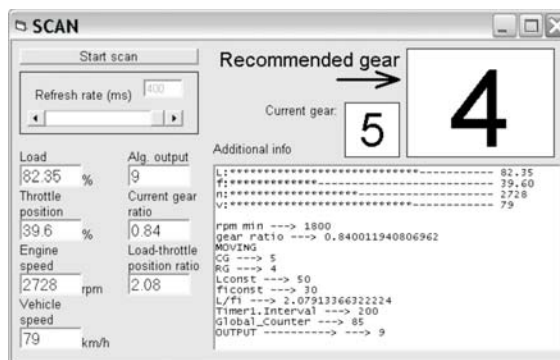 SCAN
Start scan
Refresh rate (ms) 400
Recommended gear
4
Current gear: 5
Load
82.35 %
Alg. output
9
Throttle position
39.6 %
Current gear ratio
0.84
Engine speed
2728 rpm
Load-throttle position ratio
2.08
Vehicle speed
79 km/h
Additional info
L:******************************----------- 82.35
f:**************-------------------------- 39.60
n:*********************------------------- 2728
v:******************************----------- 79
rpm min ---> 1800
gear ratio ---> 0.840011940806962
MOVING
CG ---> 5
RG ---> 4
Lconst ---> 50
ficonst ---> 30
L/fi ---> 2.07913366322224
Timer1.Interval ---> 200
Global_Counter ---> 85
OUTPUT ----------> ---> 9